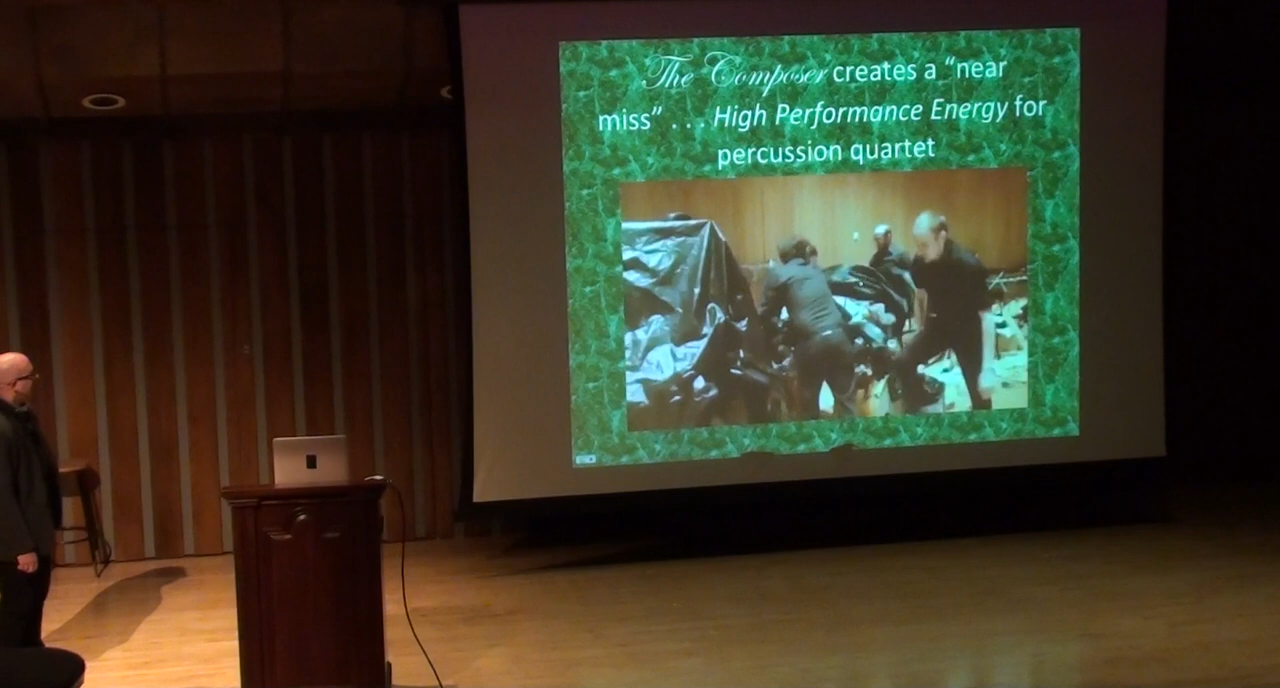 The Composer creates a “near
miss” . . . High Performance Energy for
percussion quartet